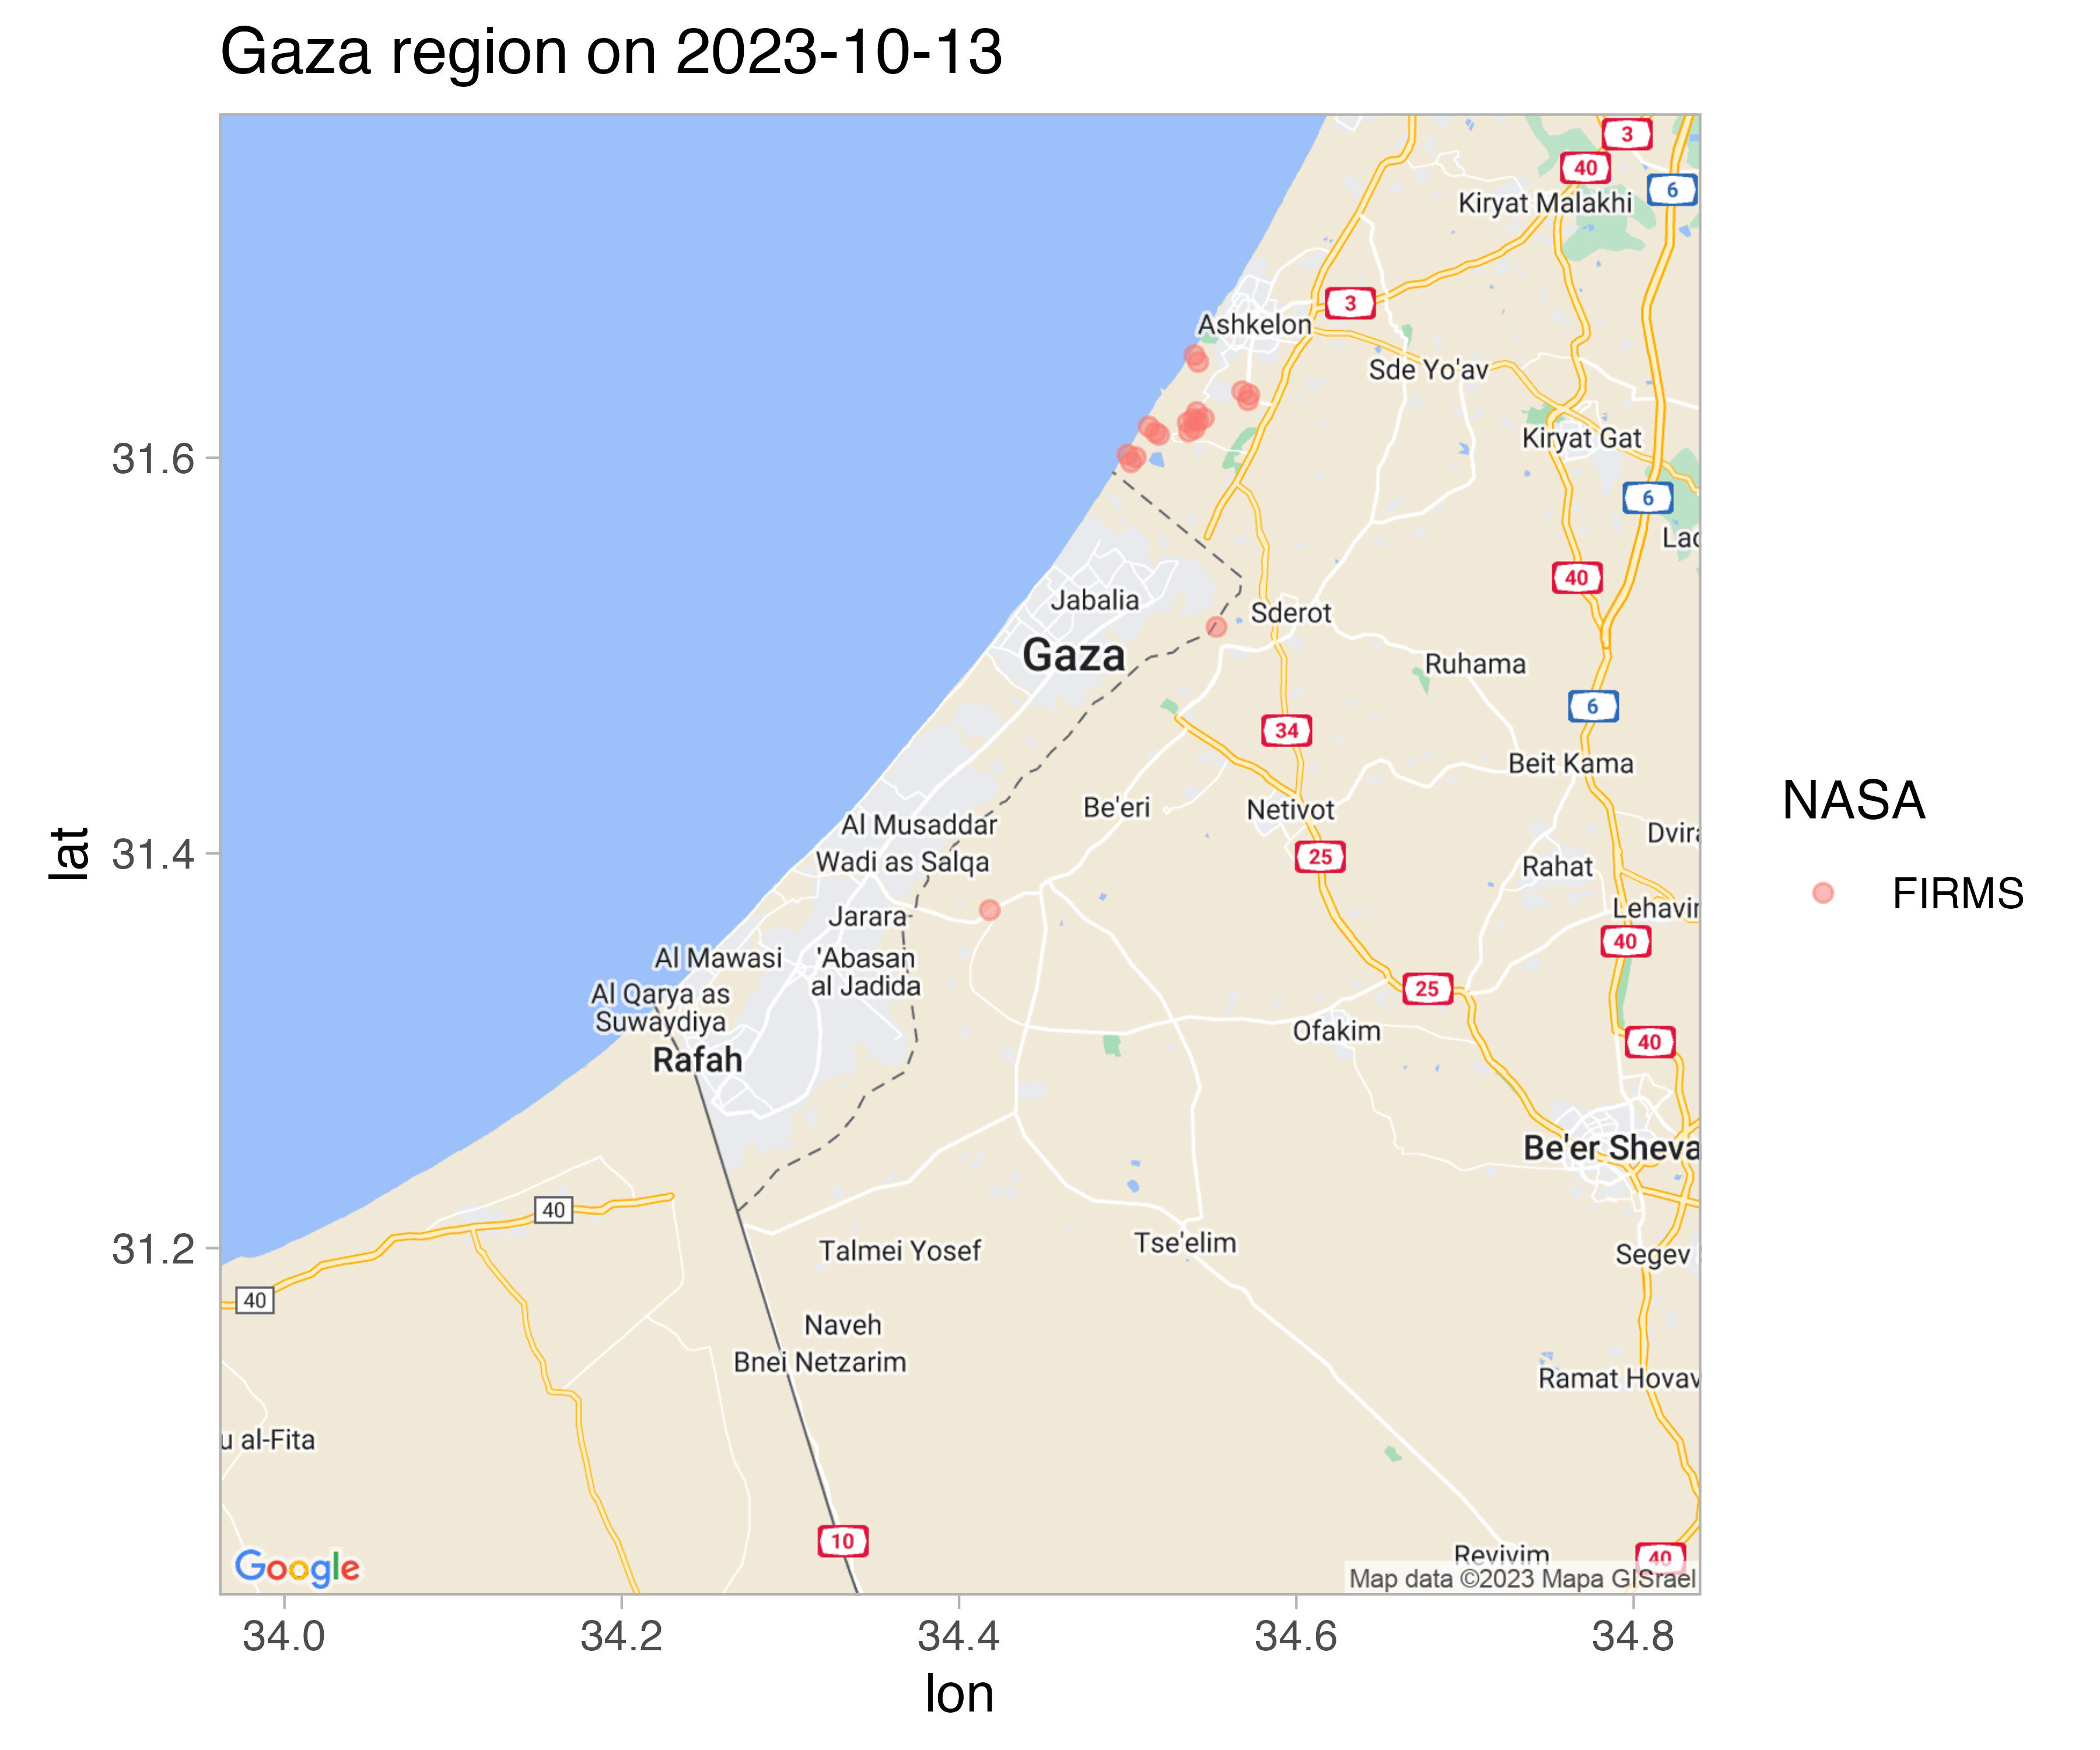 Gaza region on 2023-10-13
3
40
6
Kiryat Malakhi
3
Ashkelon
Sde Yo'av
Kiryat Gat
31.6
6
Lac
40
Jabalia
Sderot
Gaza
Ruhama
6
34
Beit Kama
NASA
Be'eri
Netivot
Al Musaddar
Dvira
lat
31.4
25
Wadi as Salqa
Rahat
FIRMS
Jarara
Lehavir
40
Al Mawasi
'Abasan
al Jadida
25
Al Qarya as
Suwaydiya
Ofakim
40
Rafah
Be'er Sheva
40
31.2
Talmei Yosef
Tse'elim
Segev
40
Naveh
Bnei Netzarim
Ramat Hovav
u al-Fita
10
Revivim
40
Google
Map data ©2023 Mapa GISrael
34.0
34.2
34.4
34.6
34.8
lon